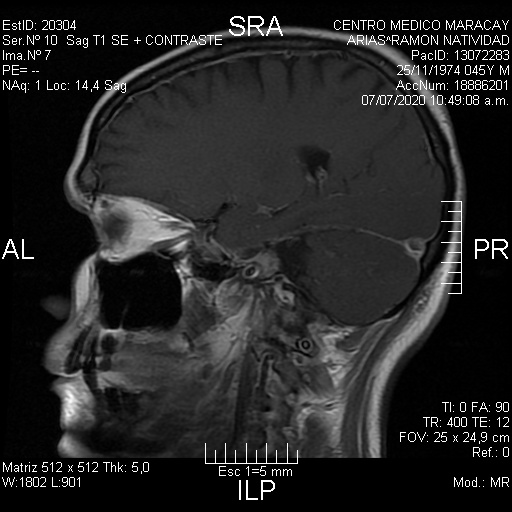 EstID: 20304
Ser.Nº 10 Sag T1 SE + CONTRASTE
Ima.Nº 7
PE= --
NAq: 1 Loc: 14,4 Sag
SRA
CENTRO MEDICO MARACAY
ARIAS^RAMON NATIVIDAD
PacID: 13072283
25/11/1974 045Y M
AccNum: 18886201
07/07/2020 10:49:08 a.m.
AL
PR
TI: 0 FA: 90
TR: 400 TE: 12
FOV: 25 x 24,9 cm
Ref.: 0
Matriz 512 x 512 Thk: 5,0
W:1802 L:901
Esc 1=5 mm
ILP
Mod.: MR